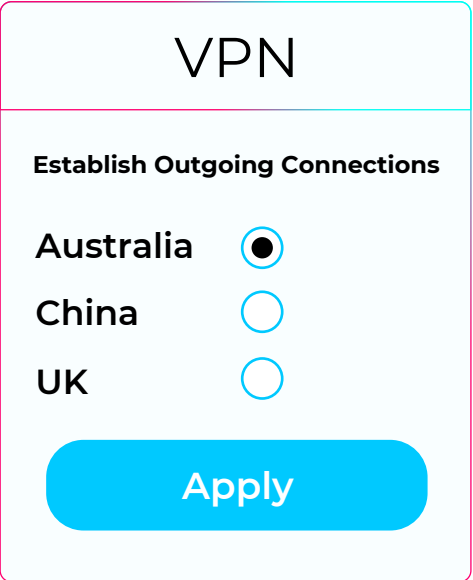 VPN
Establish Outgoing Connections
Australia
China
UK
Apply